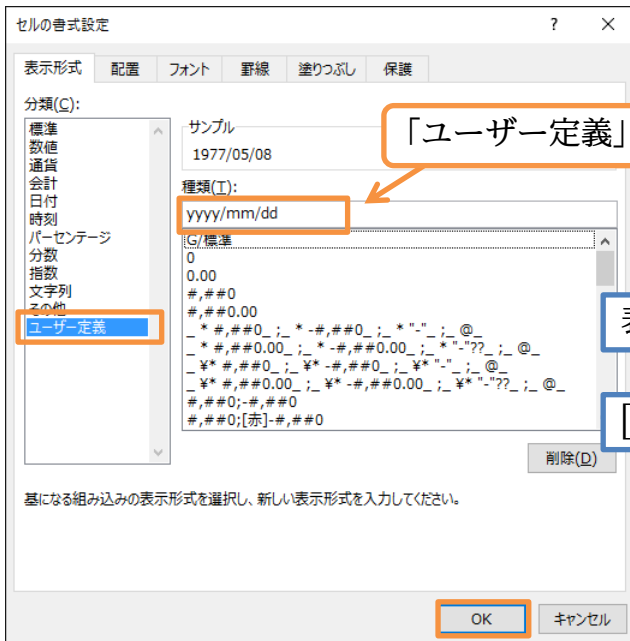 セルの書式設定
?
×
表示形式 配置 フォント 罫線 塗りつぶし 保護
分類(C):
標準
数値
通貨
会計
日付
時刻
パーセンテージ
分数
指数
文字列
その他
ユーザー定義
サンプル
1977/05/08
「ユーザー定義」
種類(T):
yyyy/mm/dd
G/標準
0
0.00
#,##0
#,##0.00
_ * #,##0_ ;_ * -#,##0_ ;_ * "-"_ ;_ @_
_ * #,##0.00_ ;_ * -#,##0.00_ ;_ * "-"??_ ;_ @_
_ ¥* #,##0_ ;_ ¥* -#,##0_ ;_ ¥* "-"_ ;_ @_
_ ¥* #,##0.00_ ;_ ¥* -#,##0.00_ ;_ ¥* "-"??_ ;_ @_
#,##0;-#,##0
#,##0;[赤]-#,##0
削除(D)
基になる組み込みの表示形式を選択し、新しい表示形式を入力してください。
OK
キャンセル